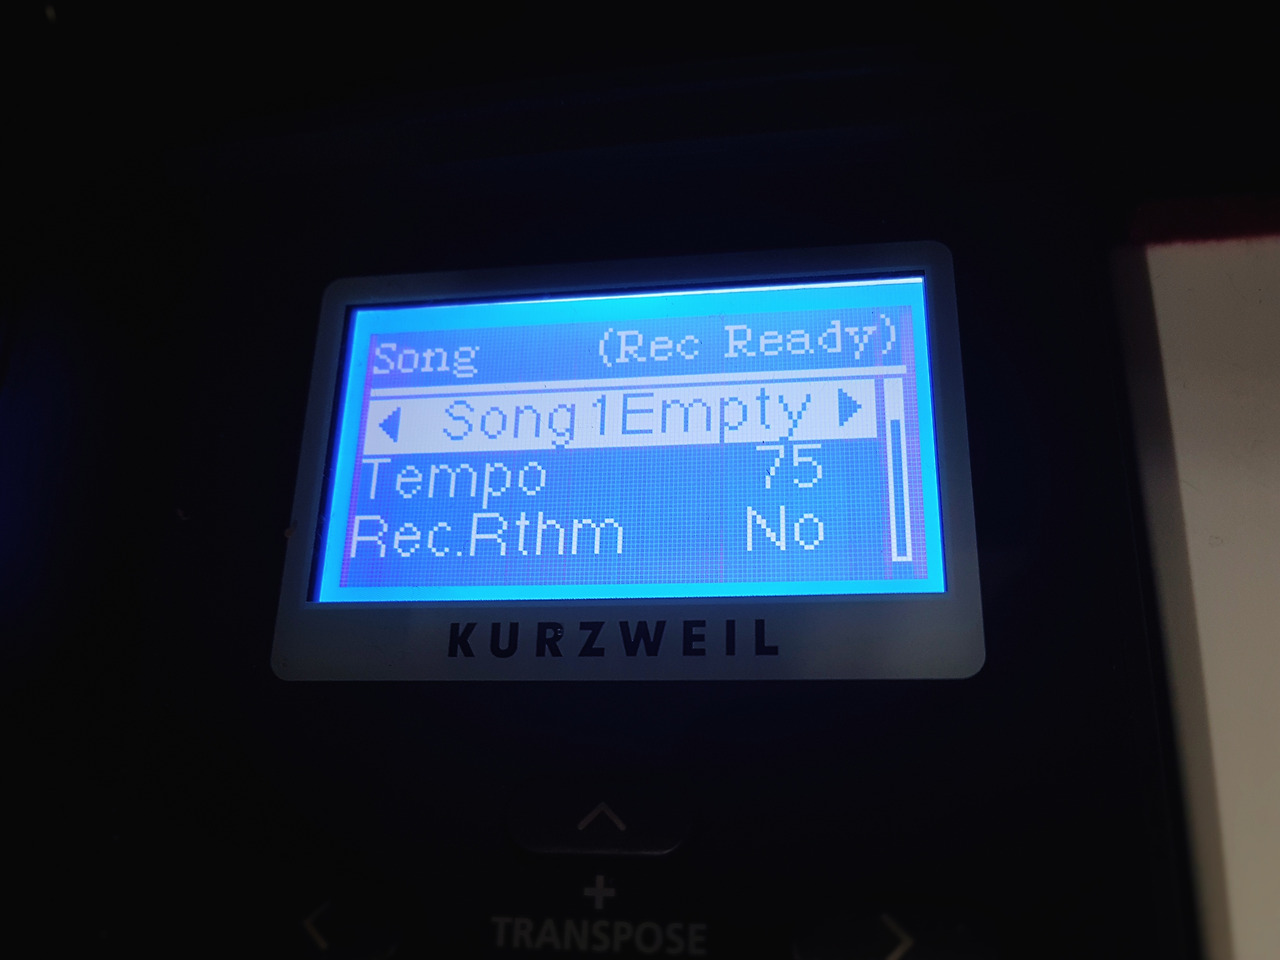 Song (Rec Ready)
Song1Empty
Tempo 75
Rec.Rthm No
KURZWEIL
+
TRANSPOSE